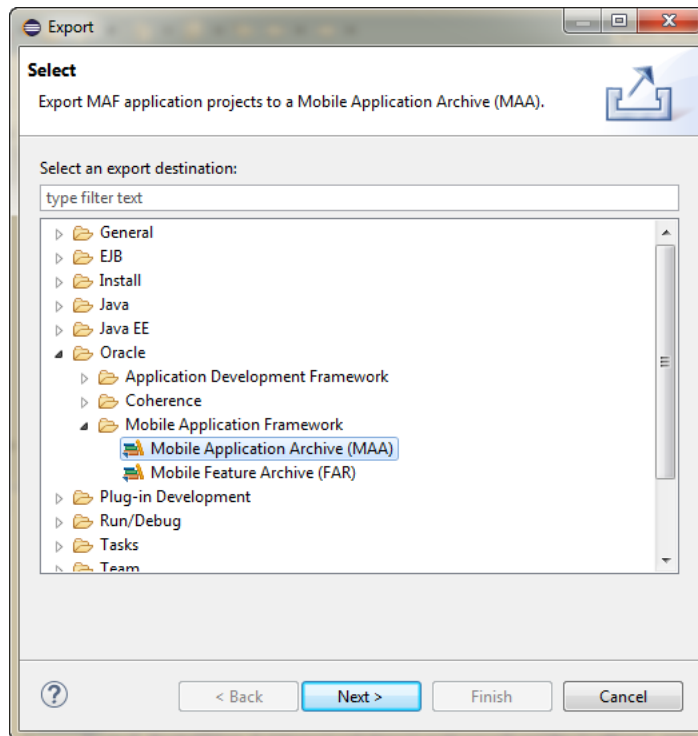 Export
Select
Export MAF application projects to a Mobile Application Archive (MAA).
Select an export destination:
type filter text
General
EJB
Install
Java
Java EE
Oracle
Application Development Framework
Coherence
Mobile Application Framework
Mobile Application Archive (MAA)
Mobile Feature Archive (FAR)
Plug-in Development
Run/Debug
Tasks
Team
?
< Back
Next >
Finish
Cancel